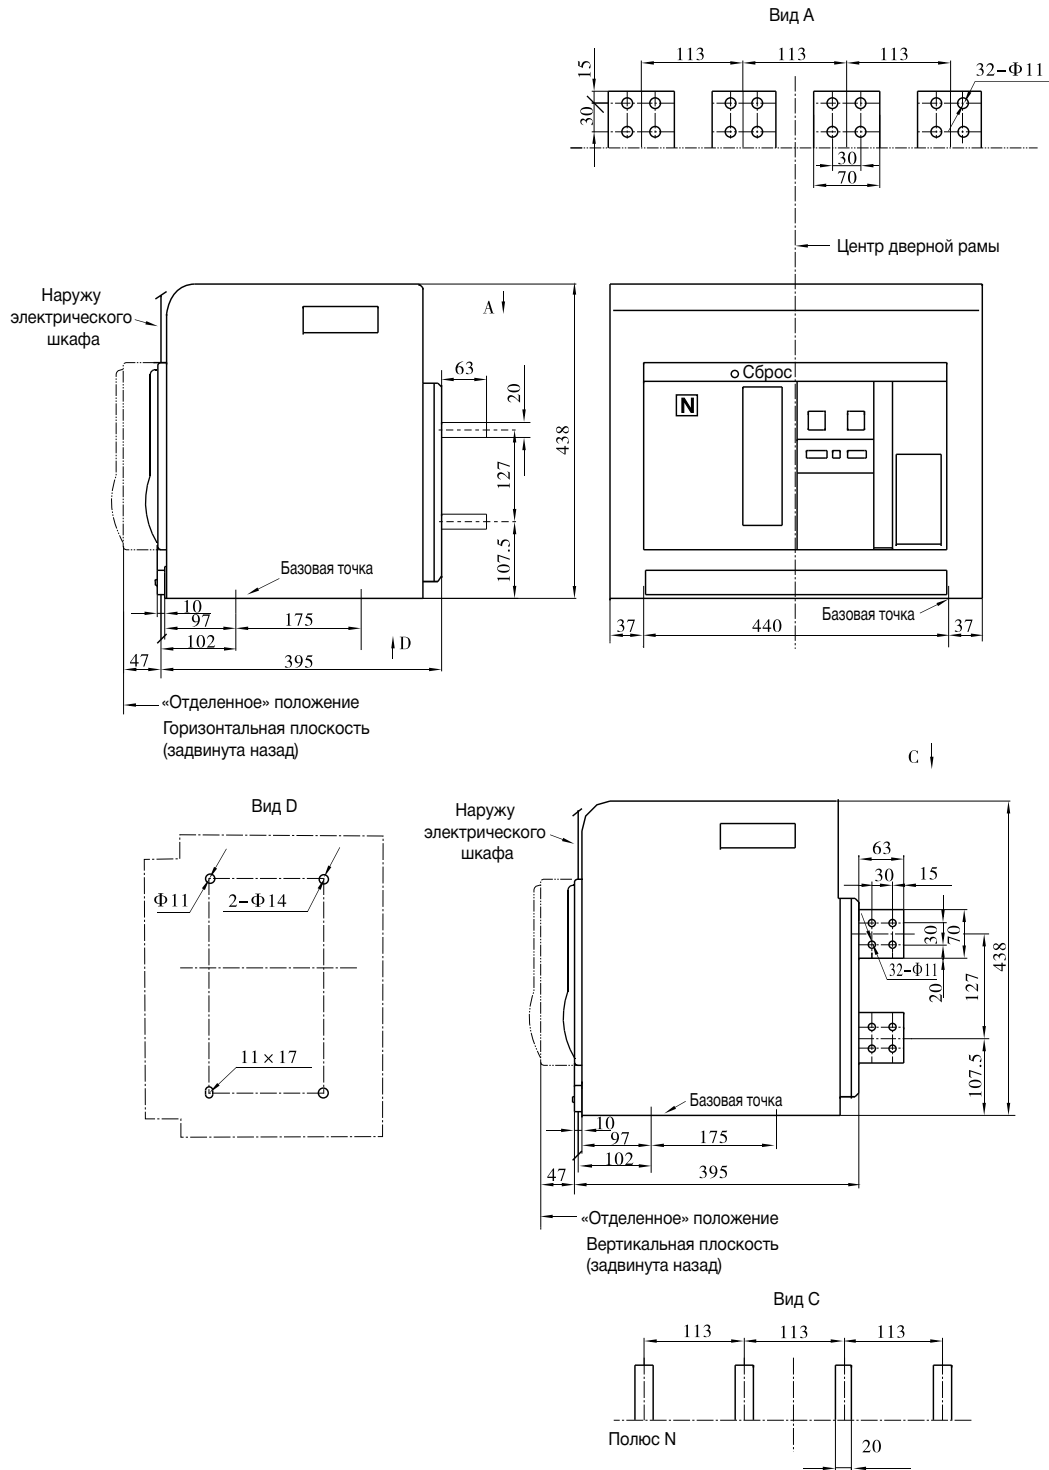 Вид А
113
113
113
15
30
32–Φ11
30
70
Центр дверной рамы
Наружу
электрического
шкафа
A
63
20
438
127
107.5
Базовая точка
10
97
175
102
D
47
395
«Отделенное» положение
Горизонтальная плоскость
(задвинута назад)
Сброс
N
Базовая точка
37
440
37
Вид D
Φ11
2–Φ14
11 × 17
C
Наружу
электрического
шкафа
63
30
15
30
70
32–Φ11
20
127
438
107.5
Базовая точка
10
97
175
102
47
395
«Отделенное» положение
Вертикальная плоскость
(задвинута назад)
Вид С
113
113
113
Полюс N
20